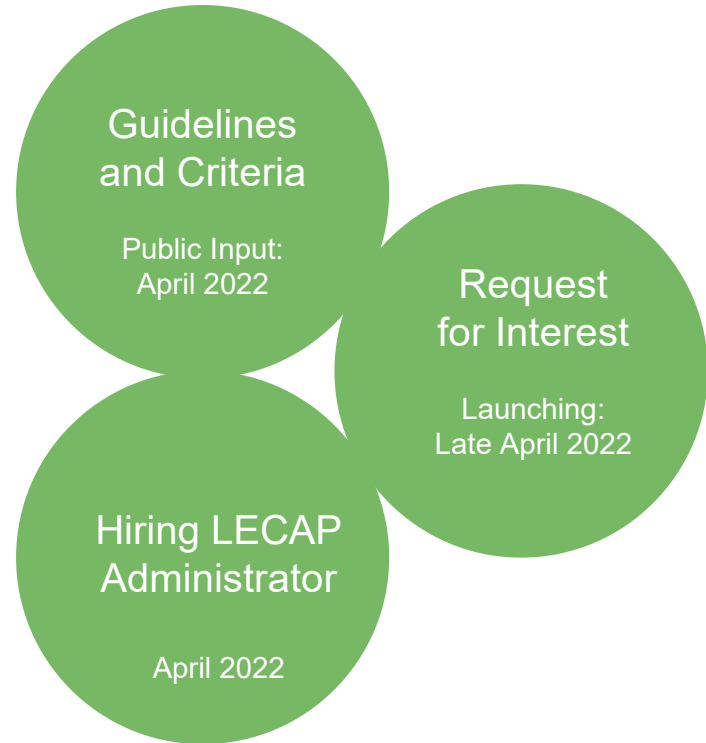 Guidelines
and Criteria
Public Input:
April 2022
Request
for Interest
Launching:
Late April 2022
Hiring LECAP
Administrator
April 2022